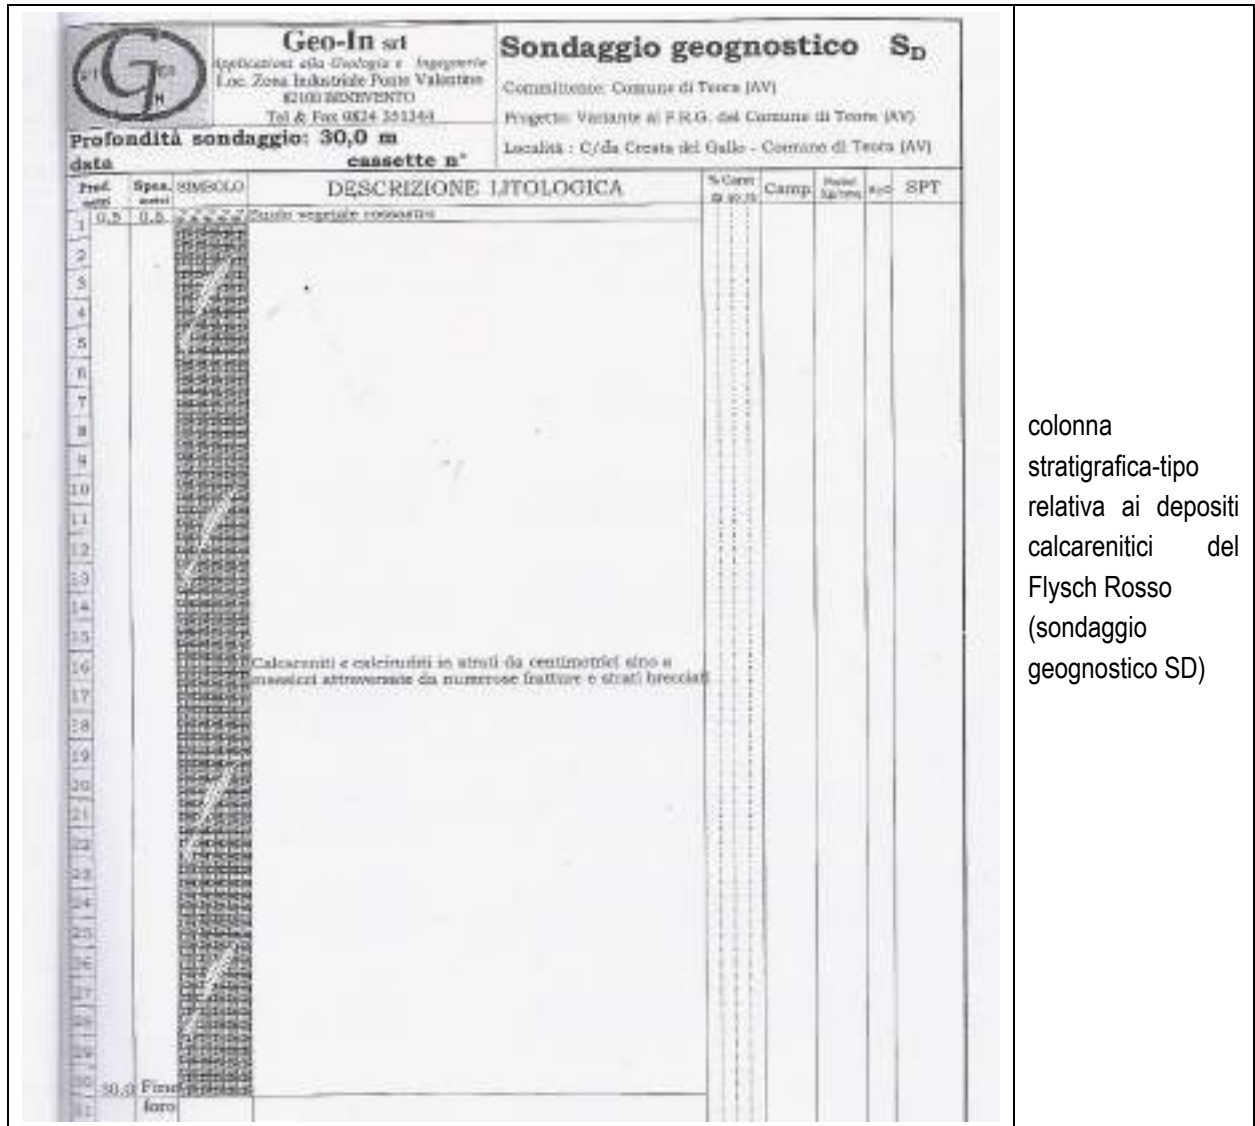 Geo-In srl
Applicazioni alla Geologia e Ingegneria
Loc. Zona Industriale Ponte Valentino
82100 BENEVENTO
Tel & Fax 0824 351344
Profondità sondaggio: 30,0 m
data cassette n°
Sondaggio geognostico SD
Committente: Comune di Teora (AV)
Progetto: Variante al P.R.G. del Comune di Teora (AV)
Località : C/da Cresta del Gallo - Comune di Teora (AV)
Prof. metri Spes. metri SIMBOLO DESCRIZIONE LITOLOGICA % Carot Camp. H2O SPT
0,5 0,5 Suolo vegetale rossastro
1
2
3
4
5
6
7
8
9
10
11
12
13
14
15
16 Calcareniti e calciruditi in strati da centimetrici sino a
massicci attraversate da numerose fratture e strati brecciati
17
18
19
20
21
22
23
24
25
26
27
28
29
30 30,0 Fine
foro
31
colonna
stratigrafica-tipo
relativa ai depositi
calcarenitici del
Flysch Rosso
(sondaggio
geognostico SD)